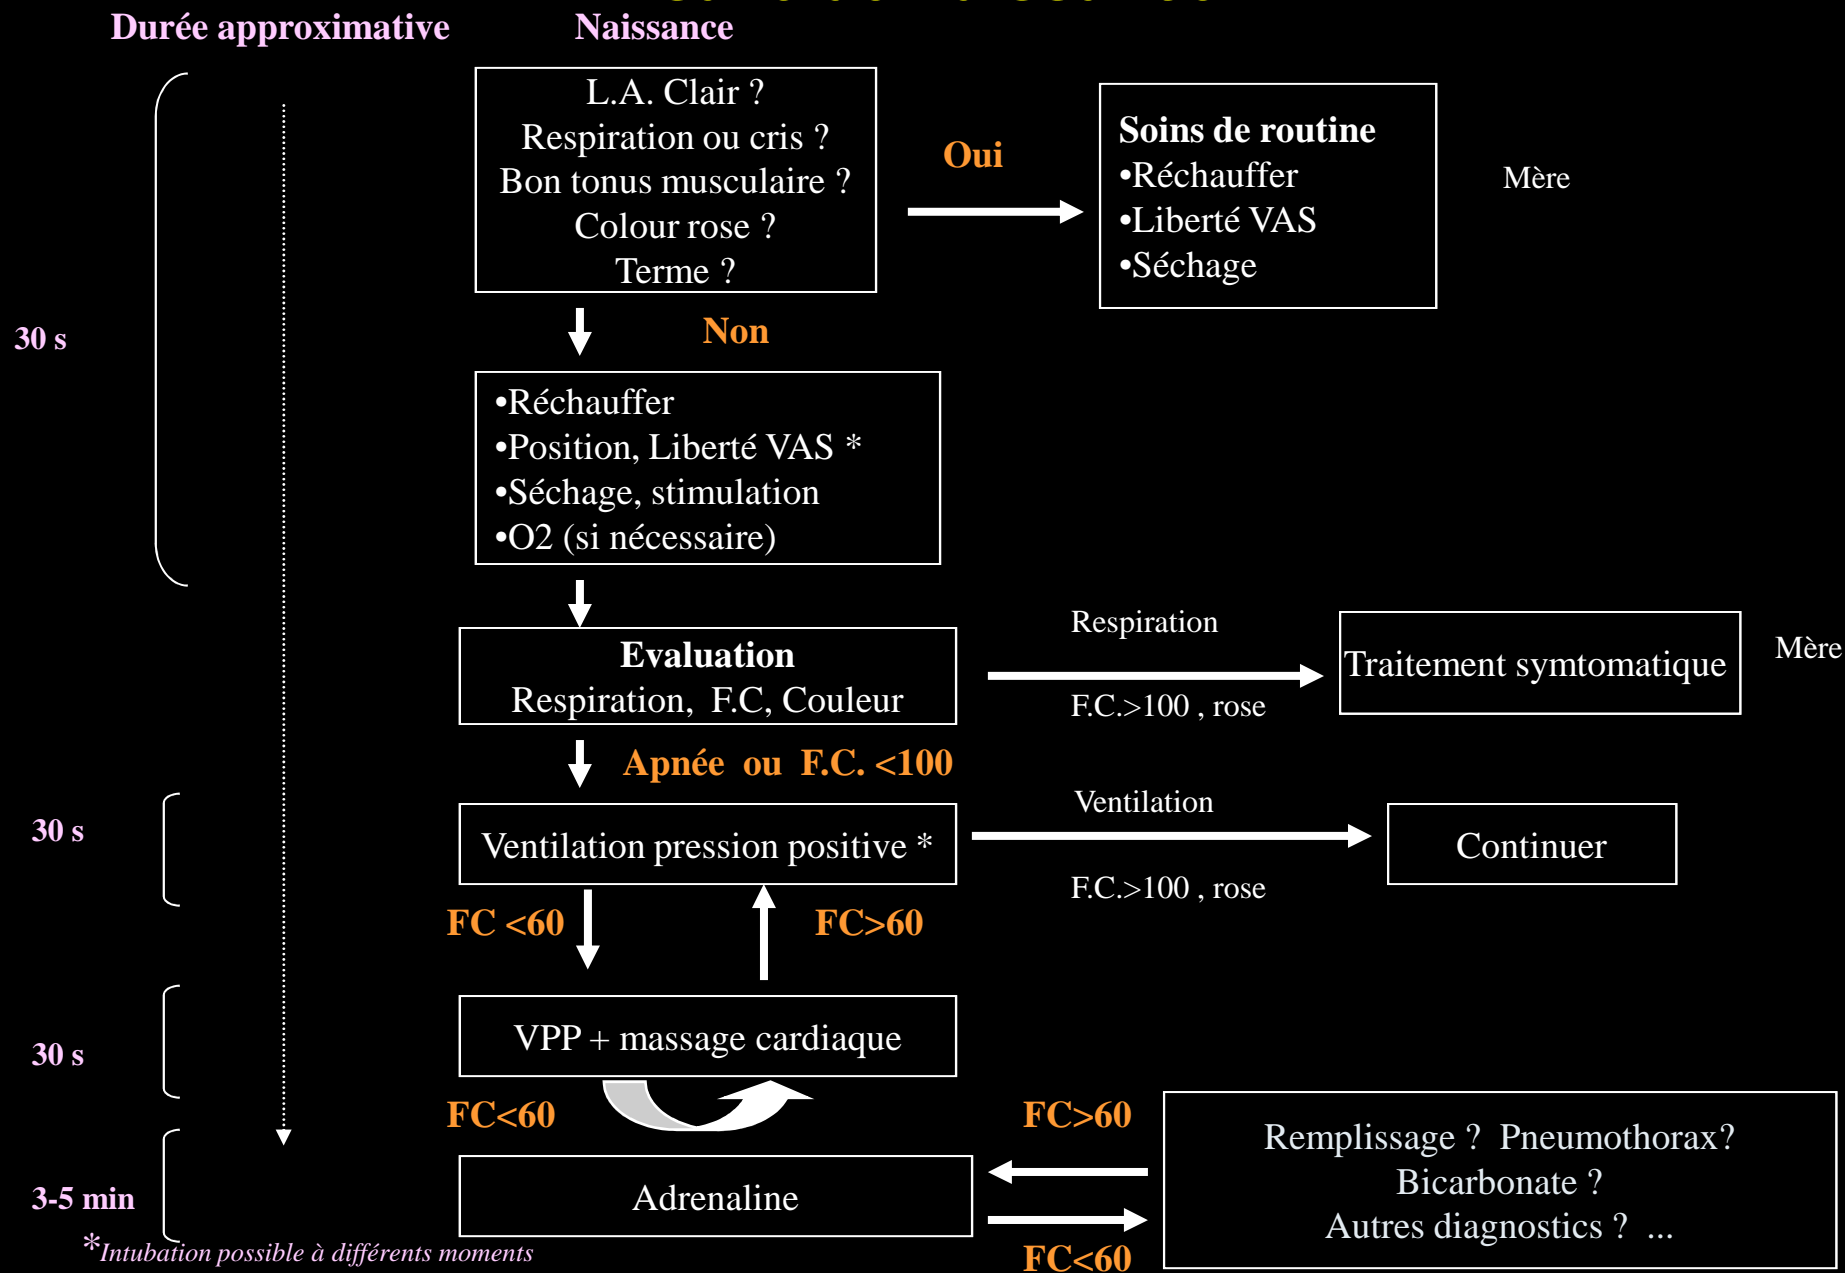 Durée approximative
Naissance
L.A. Clair ?
Respiration ou cris ?
Bon tonus musculaire ?
Colour rose ?
Terme ?
Oui
Soins de routine
•Réchauffer
•Liberté VAS
•Séchage
Mère
Non
30 s
•Réchauffer
•Position, Liberté VAS *
•Séchage, stimulation
•O2 (si nécessaire)
Evaluation
Respiration, F.C, Couleur
Respiration
F.C.>100 , rose
Traitement symtomatique
Mère
Apnée ou F.C. <100
30 s
Ventilation pression positive *
Ventilation
F.C.>100 , rose
Continuer
FC <60
FC>60
30 s
VPP + massage cardiaque
FC<60
FC>60
3-5 min
Adrenaline
Remplissage ? Pneumothorax?
Bicarbonate ?
Autres diagnostics ? ...
FC<60
*Intubation possible à différents moments